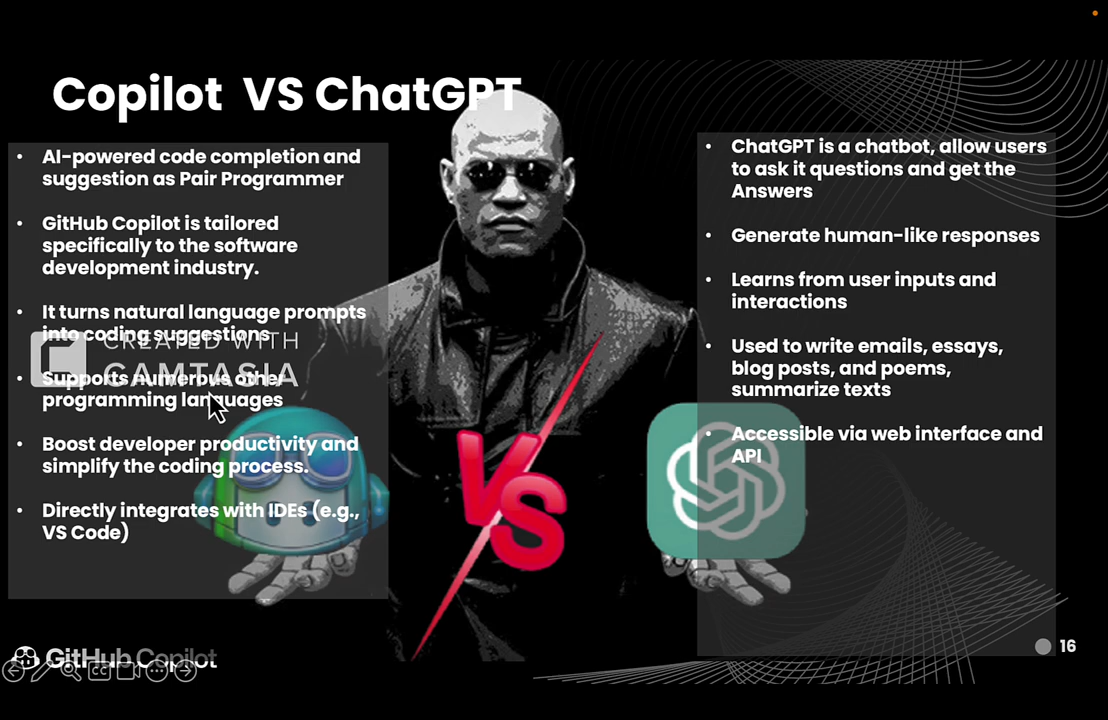 Copilot VS ChatGPT
• AI-powered code completion and
suggestion as Pair Programmer
• GitHub Copilot is tailored
specifically to the software
development industry.
• It turns natural language prompts
into coding suggestions
• Supports numerous other
programming languages
• Boost developer productivity and
simplify the coding process.
• Directly integrates with IDEs (e.g.,
VS Code)
CREATED WITH
CAMTASIA
VS
• ChatGPT is a chatbot, allow users
to ask it questions and get the
Answers
• Generate human-like responses
• Learns from user inputs and
interactions
• Used to write emails, essays,
blog posts, and poems,
summarize texts
• Accessible via web interface and
API
GitHub Copilot
CC
16